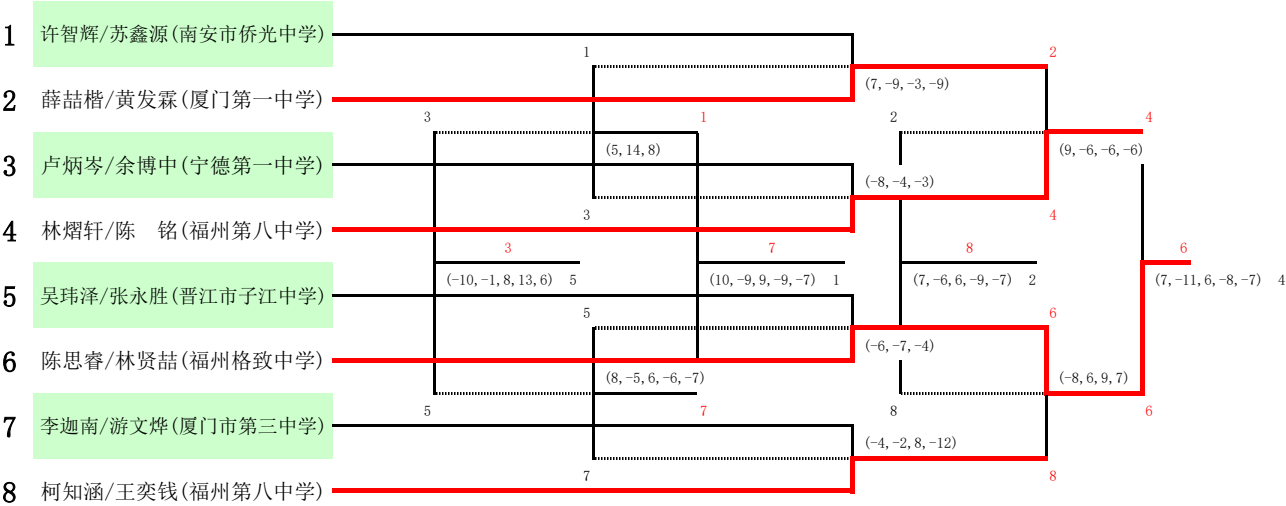 1 许智辉/苏鑫源(南安市侨光中学)
1 2
(7,-9,-3,-9)
2 薛喆楷/黄发霖(厦门第一中学)
3 1 2 4
(5,14,8) (9,-6,-6,-6)
3 卢炳岑/余博中(宁德第一中学)
(-8,-4,-3)
3 4
4 林熠轩/陈 铭(福州第八中学)
3 7 8 6
(-10,-1,8,13,6) 5 (10,-9,9,-9,-7) 1 (7,-6,6,-9,-7) 2 (7,-11,6,-8,-7) 4
5 吴玮泽/张永胜(晋江市子江中学)
5 6
(-6,-7,-4)
6 陈思睿/林贤喆(福州格致中学)
(8,-5,6,-6,-7) (-8,6,9,7)
5 7 8 6
7 李迦南/游文烨(厦门市第三中学)
(-4,-2,8,-12)
7 8
8 柯知涵/王奕钱(福州第八中学)